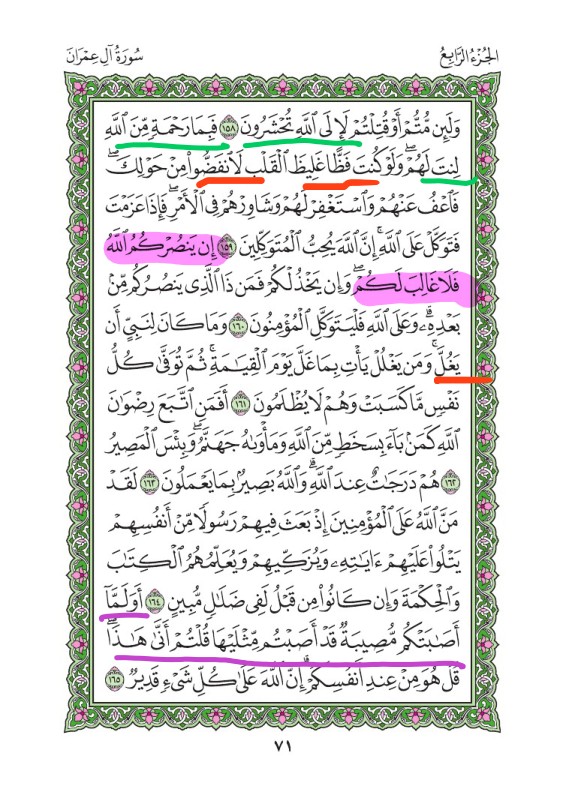 الجُزْءُ الرَّابِعُ
سُورَةُ آلِ عِمْرَانَ
وَلَئِن مُّتُّمْ أَوْ قُتِلْتُمْ لَإِلَى ٱللَّهِ تُحْشَرُونَ ١٥٨ فَبِمَا رَحْمَةٍ مِّنَ ٱللَّهِ
لِنتَ لَهُمْۖ وَلَوْ كُنتَ فَظًّا غَلِيظَ ٱلْقَلْبِ لَٱنفَضُّوا۟ مِنْ حَوْلِكَۖ
فَٱعْفُ عَنْهُمْ وَٱسْتَغْفِرْ لَهُمْ وَشَاوِرْهُمْ فِى ٱلْأَمْرِۖ فَإِذَا عَزَمْتَ
فَتَوَكَّلْ عَلَى ٱللَّهِۚ إِنَّ ٱللَّهَ يُحِبُّ ٱلْمُتَوَكِّلِينَ ١٥٩ إِن يَنصُرْكُمُ ٱللَّهُ
فَلَا غَالِبَ لَكُمْۖ وَإِن يَخْذُلْكُمْ فَمَن ذَا ٱلَّذِى يَنصُرُكُم مِّنۢ
بَعْدِهِۦۗ وَعَلَى ٱللَّهِ فَلْيَتَوَكَّلِ ٱلْمُؤْمِنُونَ ١٦٠ وَمَا كَانَ لِنَبِىٍّ أَن
يَغُلَّۚ وَمَن يَغْلُلْ يَأْتِ بِمَا غَلَّ يَوْمَ ٱلْقِيَـٰمَةِۚ ثُمَّ تُوَفَّىٰ كُلُّ
نَفْسٍ مَّا كَسَبَتْ وَهُمْ لَا يُظْلَمُونَ ١٦١ أَفَمَنِ ٱتَّبَعَ رِضْوَٰنَ
ٱللَّهِ كَمَنۢ بَآءَ بِسَخَطٍ مِّنَ ٱللَّهِ وَمَأْوَىٰهُ جَهَنَّمُۖ وَبِئْسَ ٱلْمَصِيرُ
١٦٢ هُمْ دَرَجَـٰتٌ عِندَ ٱللَّهِۗ وَٱللَّهُ بَصِيرٌۢ بِمَا يَعْمَلُونَ ١٦٣ لَقَدْ
مَنَّ ٱللَّهُ عَلَى ٱلْمُؤْمِنِينَ إِذْ بَعَثَ فِيهِمْ رَسُولًا مِّنْ أَنفُسِهِمْ
يَتْلُوا۟ عَلَيْهِمْ ءَايَـٰتِهِۦ وَيُزَكِّيهِمْ وَيُعَلِّمُهُمُ ٱلْكِتَـٰبَ
وَٱلْحِكْمَةَ وَإِن كَانُوا۟ مِن قَبْلُ لَفِى ضَلَـٰلٍ مُّبِينٍ ١٦٤ أَوَلَمَّآ
أَصَـٰبَتْكُم مُّصِيبَةٌ قَدْ أَصَبْتُم مِّثْلَيْهَا قُلْتُمْ أَنَّىٰ هَـٰذَاۖ
قُلْ هُوَ مِنْ عِندِ أَنفُسِكُمْۗ إِنَّ ٱللَّهَ عَلَىٰ كُلِّ شَىْءٍ قَدِيرٌ ١٦٥
٧١